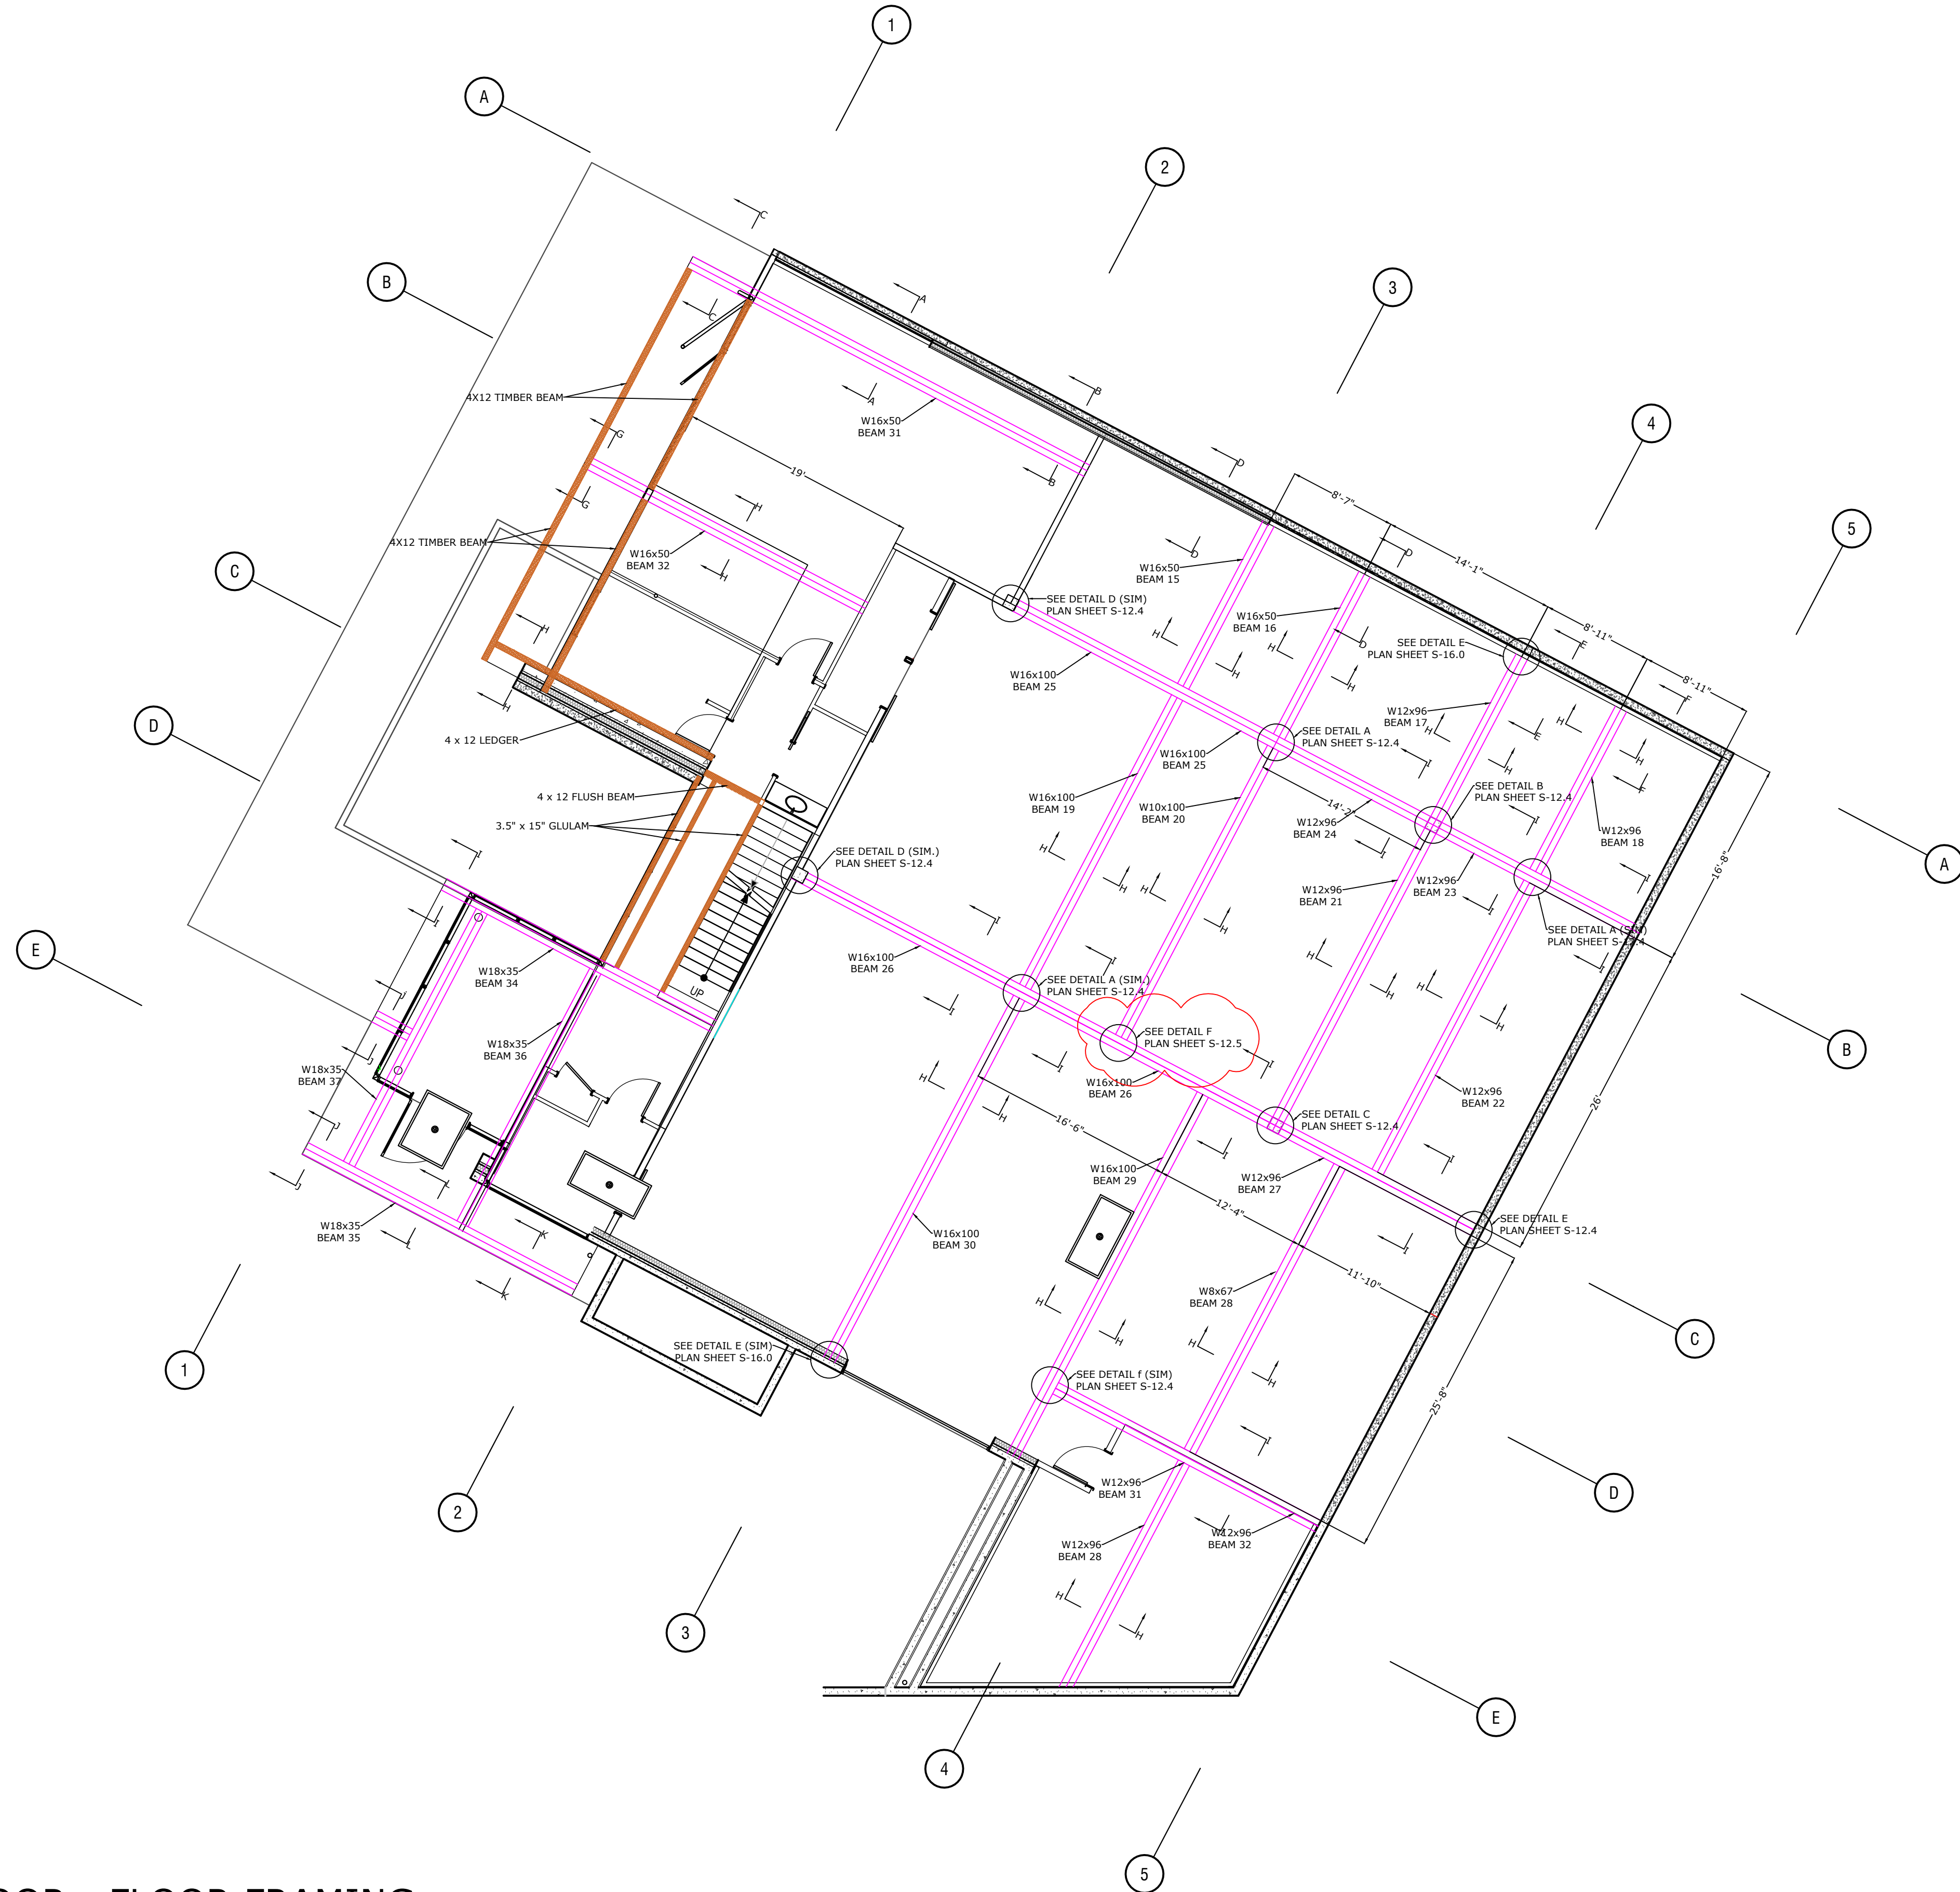 1
A
2
B
3
4
5
C
D
E
A
B
C
D
E
1
2
3
4
5
C
C
A
A
B
B
D
D
D
D
E
E
F
F
G
G
H
H
H
H
I
I
J
J
J
J
L
L
K
K
4X12 TIMBER BEAM
W16x50
BEAM 31
19'
4X12 TIMBER BEAM
W16x50
BEAM 32
8'-7"
14'-1"
8'-11"
8'-11"
W16x50
BEAM 15
SEE DETAIL D (SIM)
PLAN SHEET S-12.4
W16x50
BEAM 16
SEE DETAIL E
PLAN SHEET S-16.0
W16x100
BEAM 25
W12x96
BEAM 17
SEE DETAIL A
PLAN SHEET S-12.4
4 x 12 LEDGER
W16x100
BEAM 25
SEE DETAIL B
PLAN SHEET S-12.4
4 x 12 FLUSH BEAM
3.5" x 15" GLULAM
W16x100
BEAM 19
W10x100
BEAM 20
14'-2"
W12x96
BEAM 24
W12x96
BEAM 18
SEE DETAIL D (SIM.)
PLAN SHEET S-12.4
16'-8"
W12x96
BEAM 21
W12x96
BEAM 23
SEE DETAIL A (SIM)
PLAN SHEET S-12.4
W16x100
BEAM 26
W18x35
BEAM 34
UP
SEE DETAIL A (SIM.)
PLAN SHEET S-12.4
SEE DETAIL F
PLAN SHEET S-12.5
W18x35
BEAM 36
W18x35
BEAM 37
W16x100
BEAM 26
W12x96
BEAM 22
26'
16'-6"
SEE DETAIL C
PLAN SHEET S-12.4
W16x100
BEAM 29
W12x96
BEAM 27
12'-4"
W18x35
BEAM 35
W16x100
BEAM 30
SEE DETAIL E
PLAN SHEET S-12.4
11'-10"
W8x67
BEAM 28
SEE DETAIL E (SIM)
PLAN SHEET S-16.0
SEE DETAIL f (SIM)
PLAN SHEET S-12.4
25'-8"
W12x96
BEAM 31
W12x96
BEAM 28
W12x96
BEAM 32